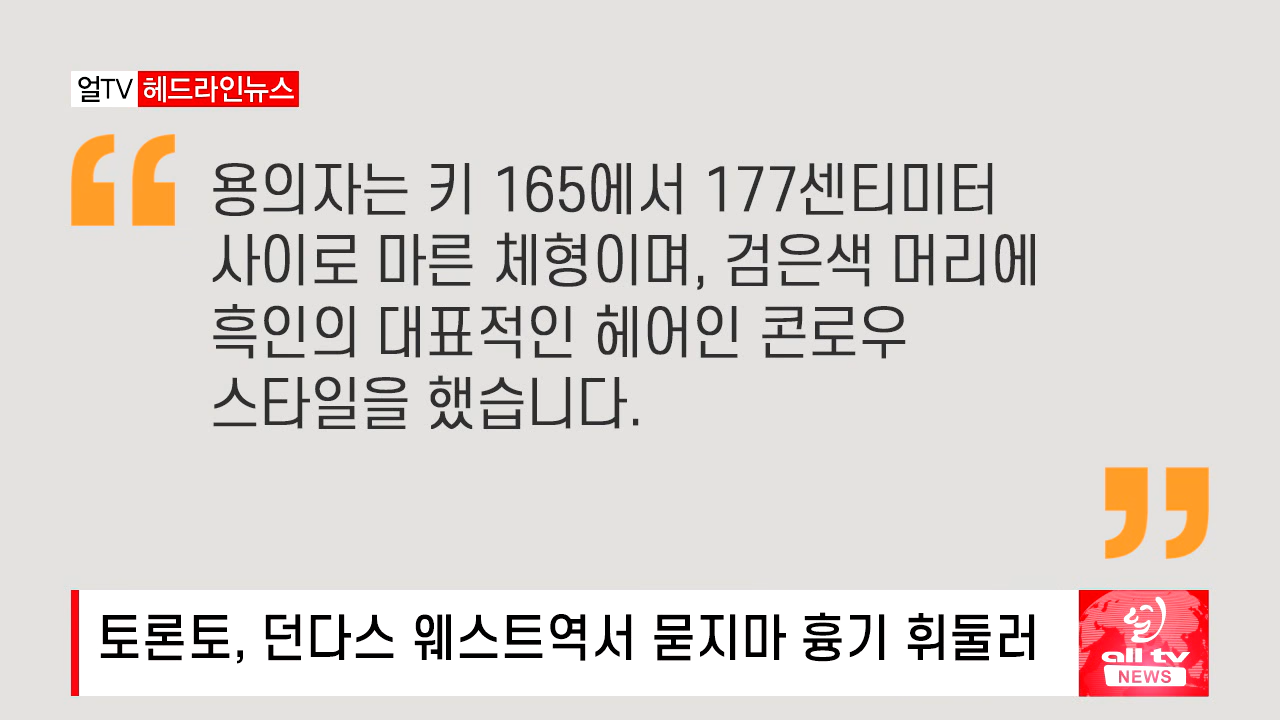 얼TV 헤드라인뉴스
용의자는 키 165에서 177센티미터
사이로 마른 체형이며, 검은색 머리에
흑인의 대표적인 헤어인 콘로우
스타일을 했습니다.
토론토, 던다스 웨스트역서 묻지마 흉기 휘둘러
얼
all tv
NEWS